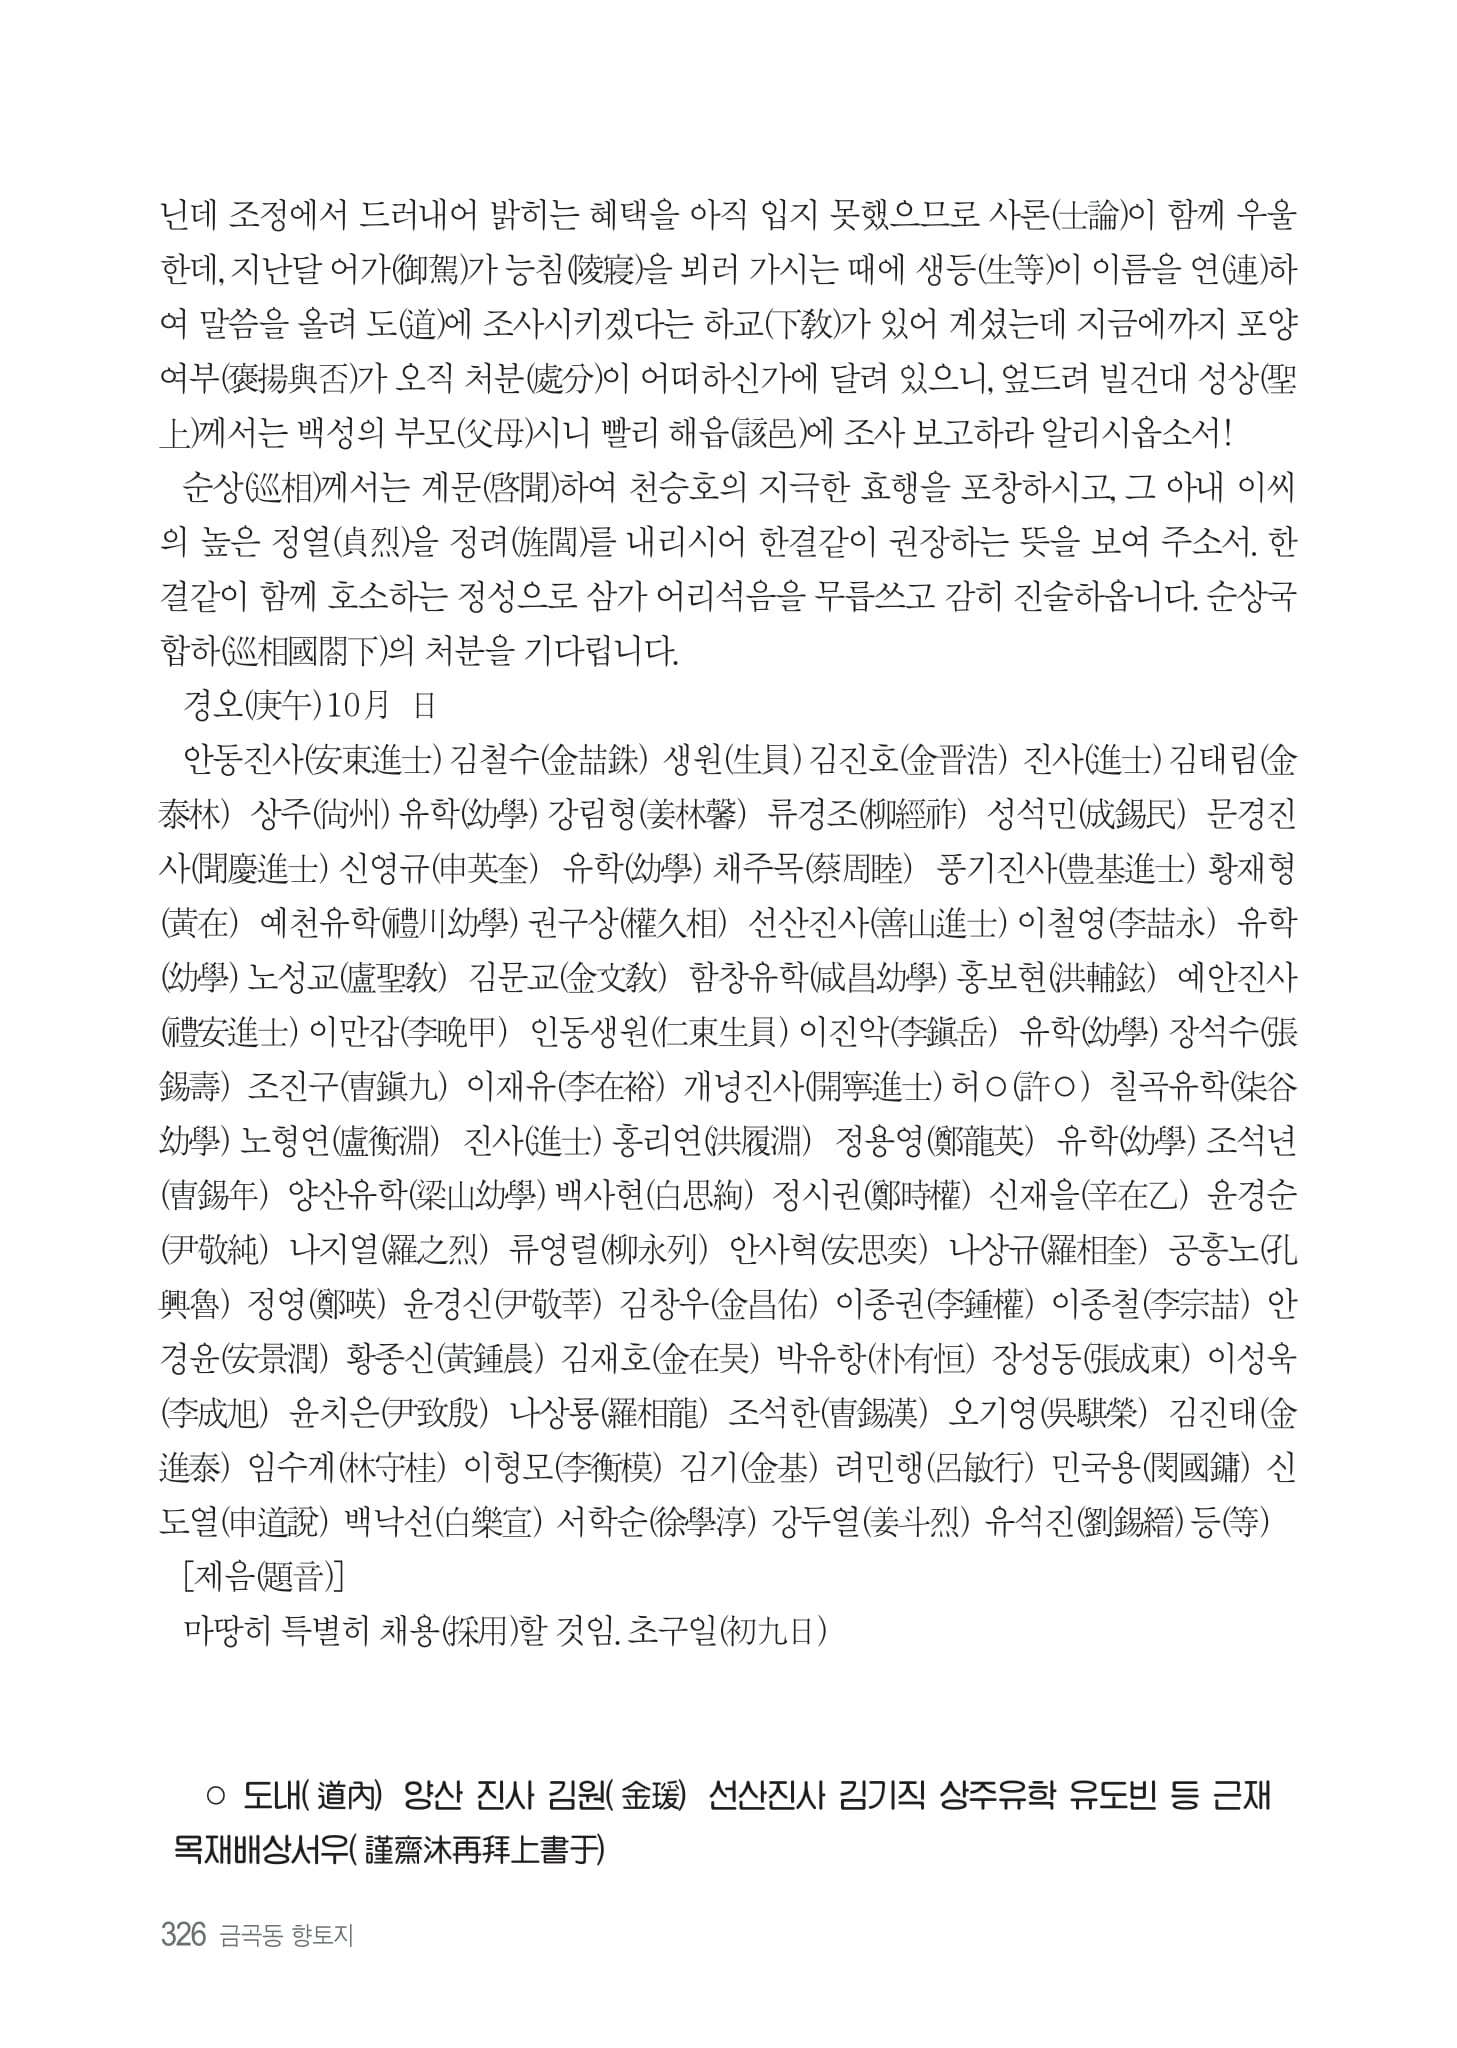 닌데 조정에서 드러내어 밝히는 혜택을 아직 입지 못했으므로 사론(士論)이 함께 우울
한데, 지난달 어가(御駕)가 능침(陵寢)을 뵈러 가시는 때에 생등(生等)이 이름을 연(連)하
여 말씀을 올려 도(道)에 조사시키겠다는 하교(下敎)가 있어 계셨는데 지금에까지 포양
여부(褒揚與否)가 오직 처분(處分)이 어떠하신가에 달려 있으니, 엎드려 빌건대 성상(聖
上)께서는 백성의 부모(父母)시니 빨리 해읍(該邑)에 조사 보고하라 알리시옵소서!
순상(巡相)께서는 계문(啓聞)하여 천승호의 지극한 효행을 포창하시고, 그 아내 이씨
의 높은 정열(貞烈)을 정려(旌閭)를 내리시어 한결같이 권장하는 뜻을 보여 주소서. 한
결같이 함께 호소하는 정성으로 삼가 어리석음을 무릅쓰고 감히 진술하옵니다. 순상국
합하(巡相國閤下)의 처분을 기다립니다.
경오(庚午)10月 日
안동진사(安東進士) 김철수(金喆銖) 생원(生員) 김진호(金晋浩) 진사(進士) 김태림(金
泰林) 상주(尙州) 유학(幼學) 강림형(姜林馨) 류경조(柳經祚) 성석민(成錫民) 문경진
사(聞慶進士) 신영규(申英奎) 유학(幼學) 채주목(蔡周睦) 풍기진사(豊基進士) 황재형
(黃在) 예천유학(禮川幼學) 권구상(權久相) 선산진사(善山進士) 이철영(李喆永) 유학
(幼學) 노성교(盧聖敎) 김문교(金文敎) 함창유학(咸昌幼學) 홍보현(洪輔鉉) 예안진사
(禮安進士) 이만갑(李晩甲) 인동생원(仁東生員) 이진악(李鎭岳) 유학(幼學) 장석수(張
錫壽) 조진구(曺鎭九) 이재유(李在裕) 개녕진사(開寧進士) 허○(許○) 칠곡유학(柒谷
幼學) 노형연(盧衡淵) 진사(進士) 홍리연(洪履淵) 정용영(鄭龍英) 유학(幼學) 조석년
(曺錫年) 양산유학(梁山幼學) 백사현(白思絢) 정시권(鄭時權) 신재을(辛在乙) 윤경순
(尹敬純) 나지열(羅之烈) 류영렬(柳永列) 안사혁(安思奕) 나상규(羅相奎) 공흥노(孔
興魯) 정영(鄭暎) 윤경신(尹敬莘) 김창우(金昌佑) 이종권(李鍾權) 이종철(李宗喆) 안
경윤(安景潤) 황종신(黃鍾晨) 김재호(金在昊) 박유항(朴有恒) 장성동(張成東) 이성욱
(李成旭) 윤치은(尹致殷) 나상룡(羅相龍) 조석한(曺錫漢) 오기영(吳騏榮) 김진태(金
進泰) 임수계(林守桂) 이형모(李衡模) 김기(金基) 려민행(呂敏行) 민국용(閔國鏞) 신
도열(申道說) 백낙선(白樂宣) 서학순(徐學淳) 강두열(姜斗烈) 유석진(劉錫縉) 등(等)
[제음(題音)]
마땅히 특별히 채용(採用)할 것임. 초구일(初九日)
○ 도내(道內) 양산 진사 김원(金瑗) 선산진사 김기직 상주유학 유도빈 등 근재
목재배상서우(謹齋沐再拜上書于)
326 금곡동 향토지